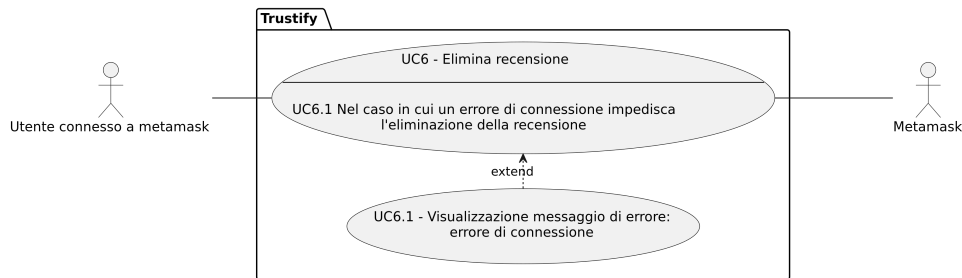 Trustify
UC6 - Elimina recensione
UC6.1 Nel caso in cui un errore di connessione impedisca
l'eliminazione della recensione
Utente connesso a metamask
Metamask
extend
UC6.1 - Visualizzazione messaggio di errore:
errore di connessione